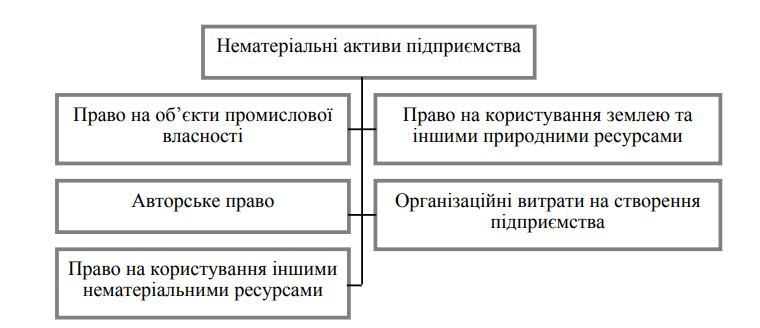 Нематеріальні активи підприємства
Право на об’єкти промислової
власності
Право на користування землею та
іншими природними ресурсами
Авторське право
Організаційні витрати на створення
підприємства
Право на користування іншими
нематеріальними ресурсами